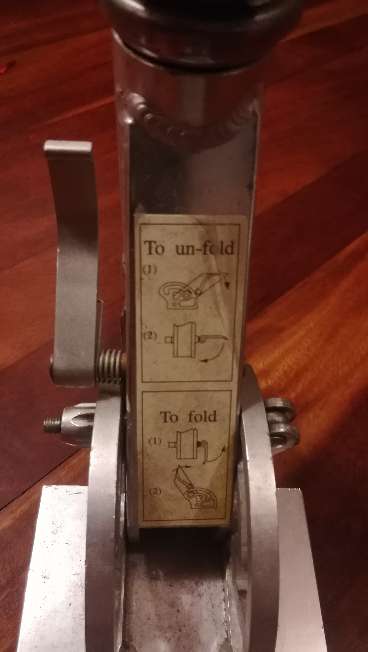 To un-fold
(1)
(2)
To fold
(1)
(2)